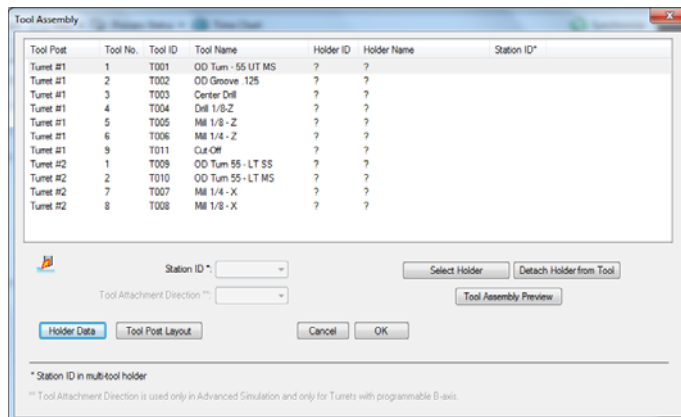 Tool Assembly
Process Status
Time Chart
Tool Post Tool No. Tool ID Tool Name Holder ID Holder Name Station ID*
Turret #1 1 T001 OD Turn - 55 UT MS ? ?
Turret #1 2 T002 OD Groove .125 ? ?
Turret #1 3 T003 Center Drill ? ?
Turret #1 4 T004 Drill 1/8-Z ? ?
Turret #1 5 T005 Mill 1/8 - Z ? ?
Turret #1 6 T006 Mill 1/4 - Z ? ?
Turret #1 9 T011 Cut-Off ? ?
Turret #2 1 T009 OD Turn 55 - LT SS ? ?
Turret #2 2 T010 OD Turn 55 - LT MS ? ?
Turret #2 7 T007 Mill 1/4 - X ? ?
Turret #2 8 T008 Mill 1/8 - X ? ?
Station ID *: Select Holder Detach Holder from Tool
Tool Attachment Direction **: Tool Assembly Preview
Holder Data Tool Post Layout Cancel OK
* Station ID in multi-tool holder
** Tool Attachment Direction is used only in Advanced Simulation and only for Turrets with programmable B-axis.